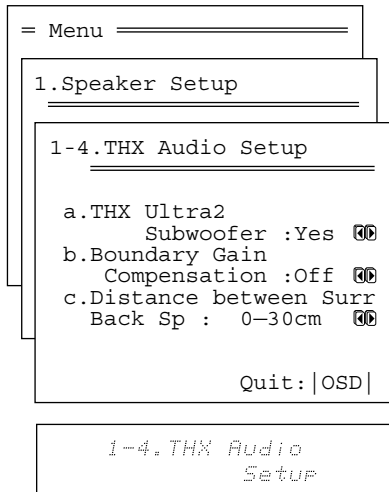 = Menu
1.Speaker Setup
1-4.THX Audio Setup
a.THX Ultra2
Subwoofer :Yes
b.Boundary Gain
Compensation :Off
c.Distance between Surr
Back Sp : 0–30cm
Quit:|OSD|
1-4.THX Audio
Setup